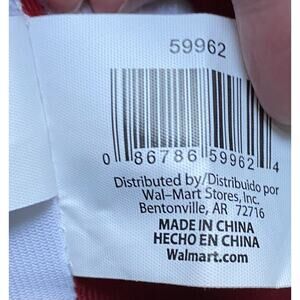 59962
0 86786 59962 4
Distributed by/Distribuido por
Wal-Mart Stores, Inc.
Bentonville, AR 72716
MADE IN CHINA
HECHO EN CHINA
Walmart.com